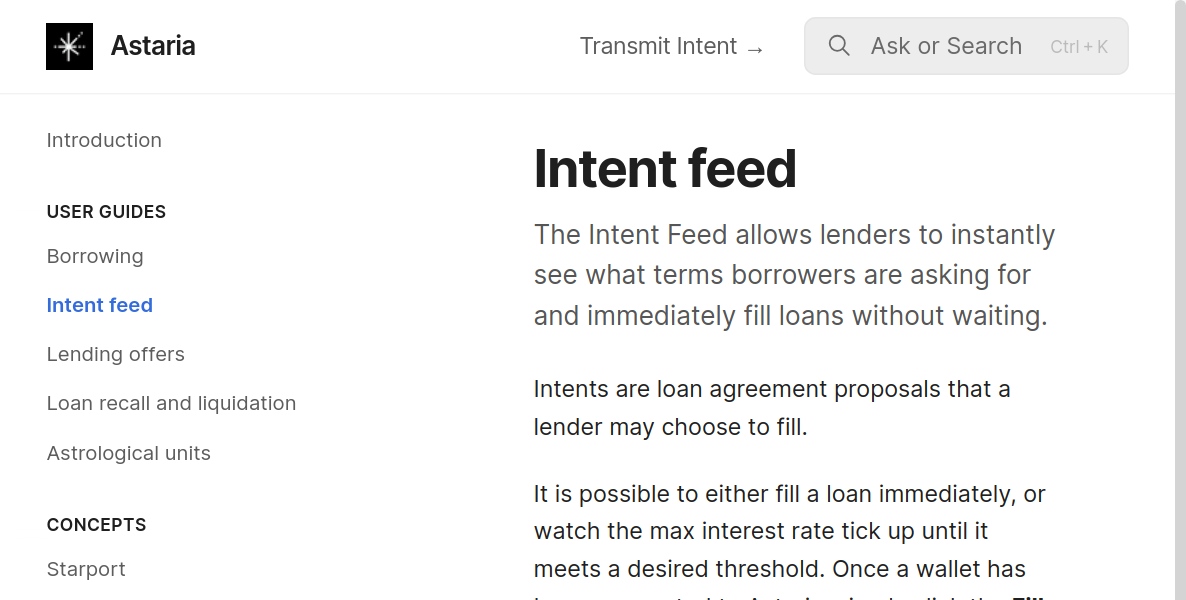 Astaria
Transmit Intent →
Ask or Search
Ctrl + K
Introduction
USER GUIDES
Borrowing
Intent feed
Lending offers
Loan recall and liquidation
Astrological units
CONCEPTS
Starport
Intent feed
The Intent Feed allows lenders to instantly
see what terms borrowers are asking for
and immediately fill loans without waiting.
Intents are loan agreement proposals that a
lender may choose to fill.
It is possible to either fill a loan immediately, or
watch the max interest rate tick up until it
meets a desired threshold. Once a wallet has